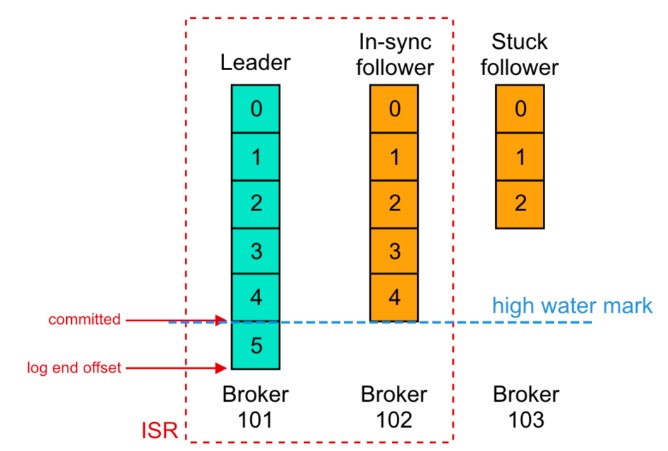 Leader
0
1
2
3
4
5
Broker
101
In-sync
follower
0
1
2
3
4
Broker
102
Stuck
follower
0
1
2
Broker
103
committed
log end offset
high water mark
ISR